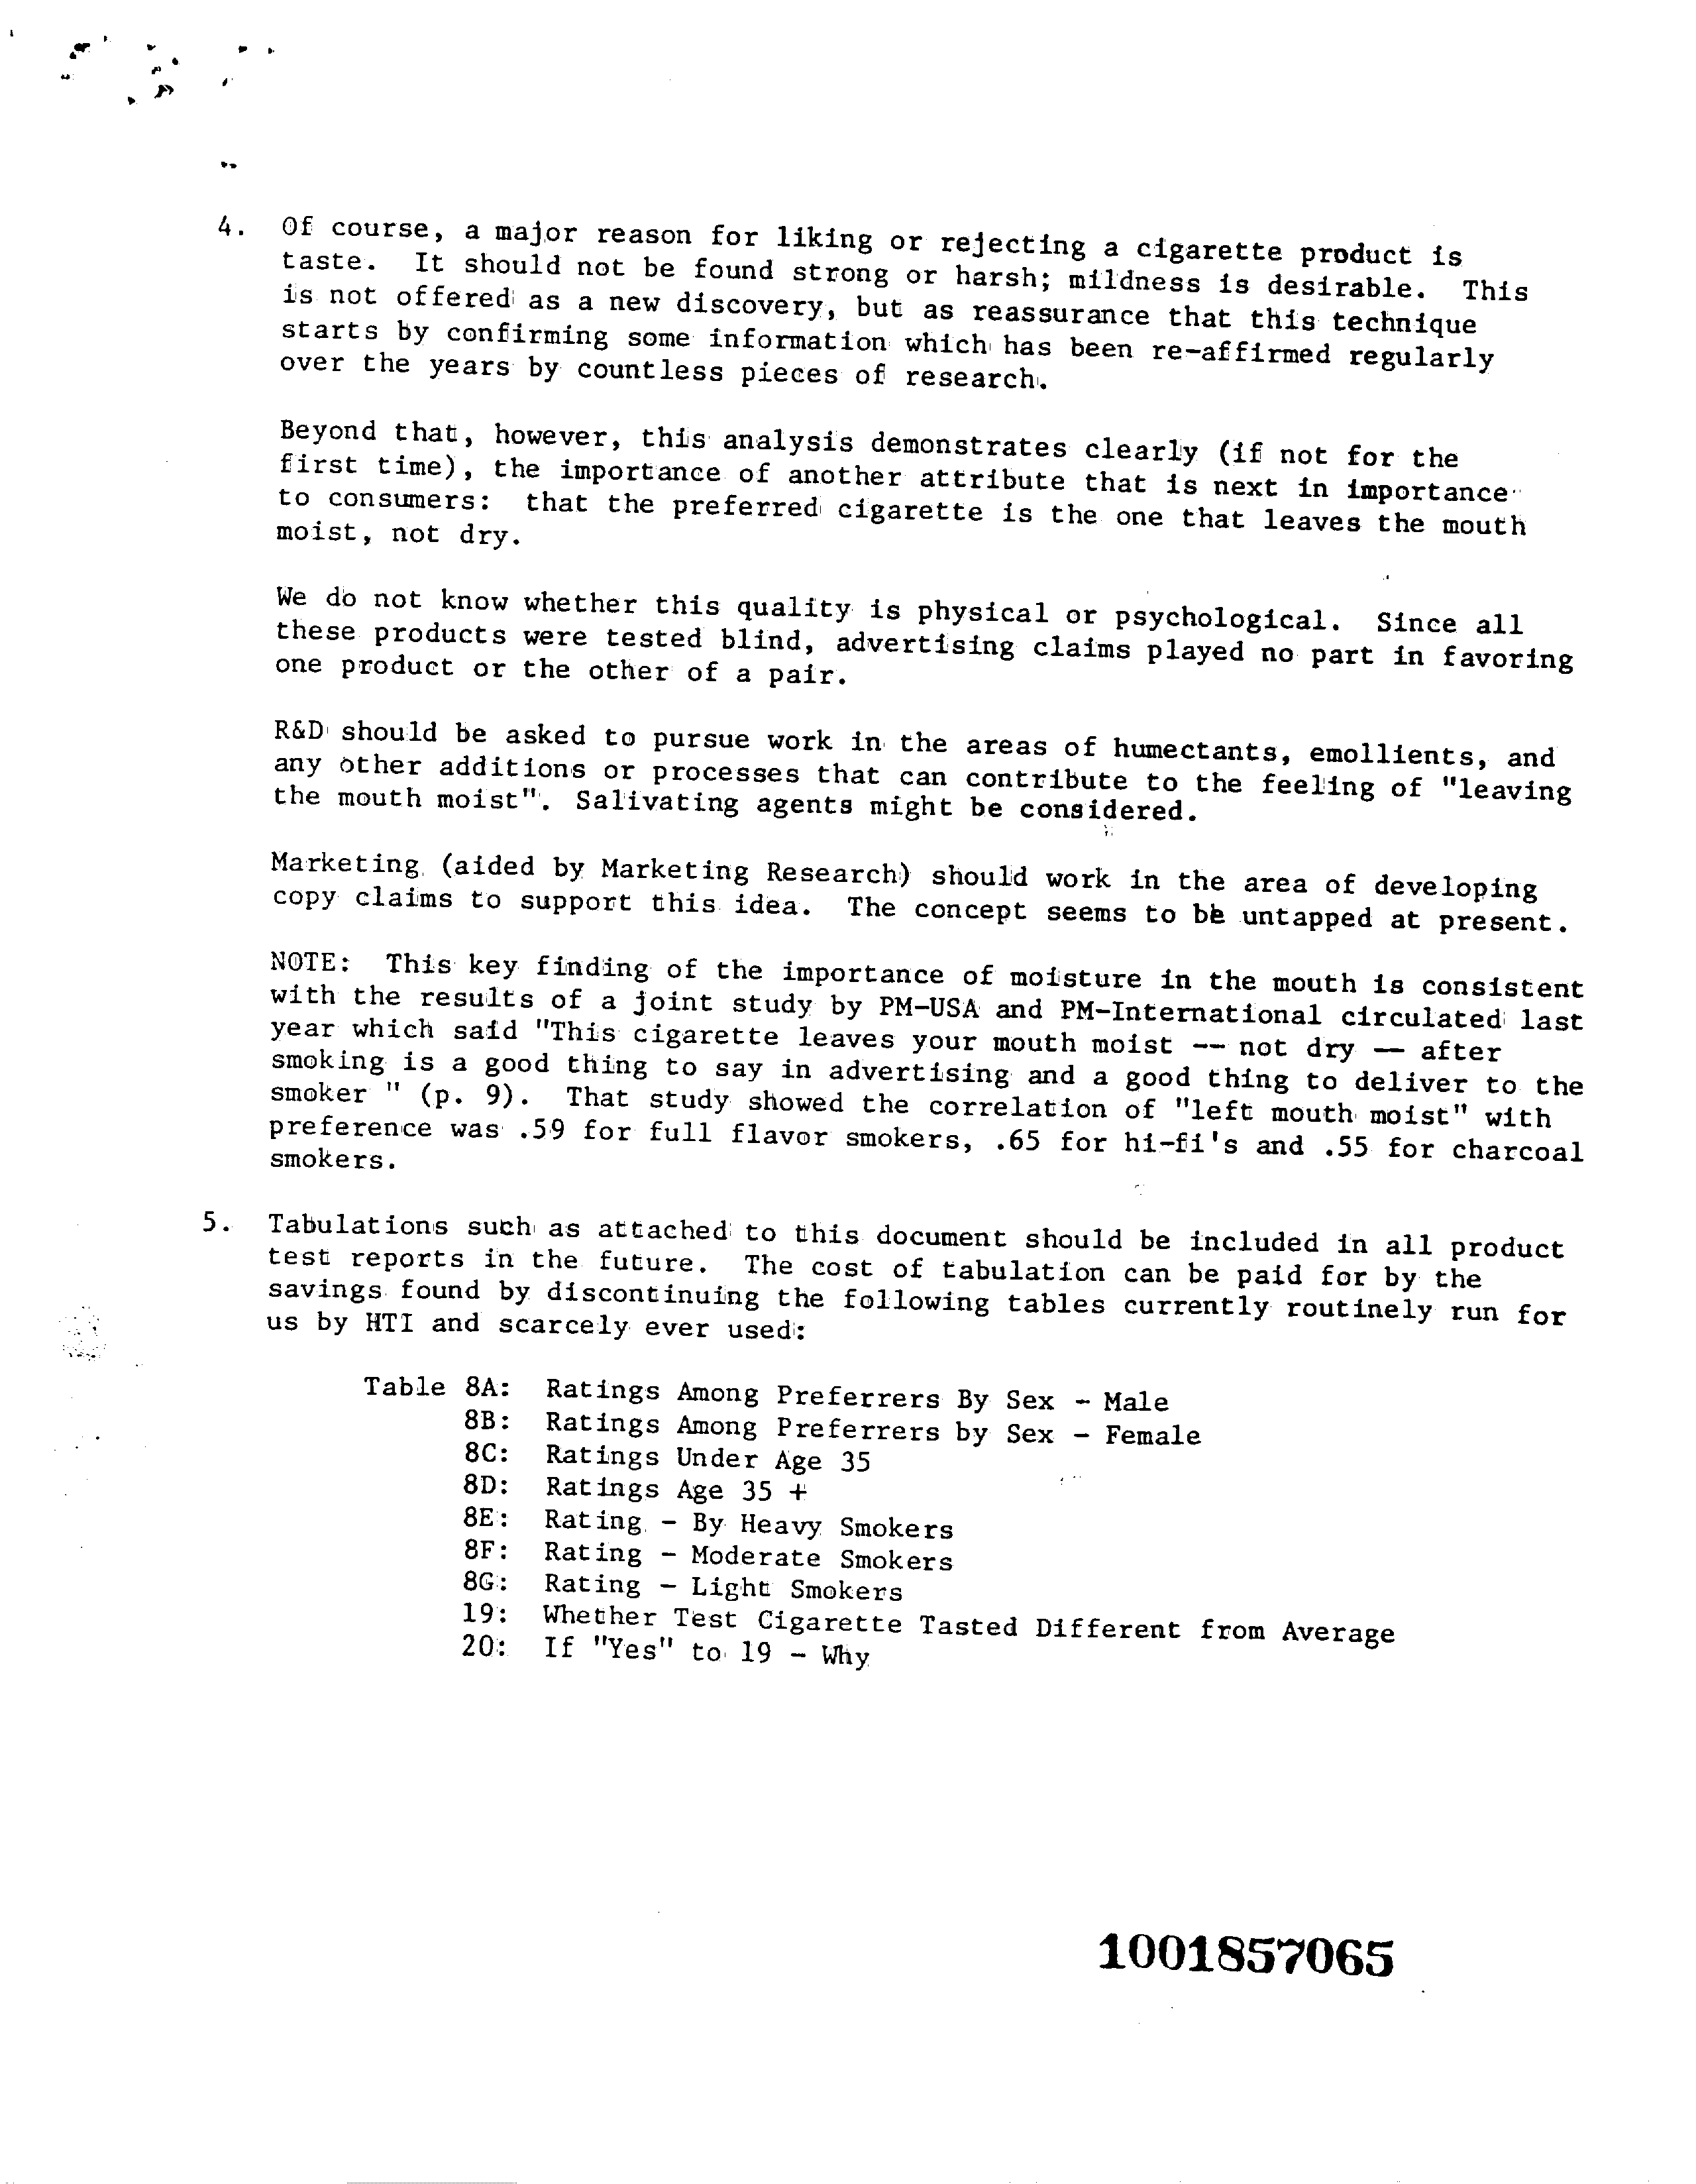 4. Of course, a major reason for liking or rejecting a cigarette product is
taste. It should not be found strong or harsh; mildness is desirable. This
is not offered as a new discovery, but as reassurance that this technique
starts by confirming some information which has been re-affirmed regularly
over the years by countless pieces of research.
Beyond that, however, this analysis demonstrates clearly (if not for the
first time), the importance of another attribute that is next in importance
to consumers: that the preferred cigarette is the one that leaves the mouth
moist, not dry.
We do not know whether this quality is physical or psychological. Since all
these products were tested blind, advertising claims played no part in favoring
one product or the other of a pair.
R&D should be asked to pursue work in the areas of humectants, emollients, and
any other additions or processes that can contribute to the feeling of "leaving
the mouth moist". Salivating agents might be considered.
Marketing (aided by Marketing Research) should work in the area of developing
copy claims to support this idea. The concept seems to be untapped at present.
NOTE: This key finding of the importance of moisture in the mouth is consistent
with the results of a joint study by PM-USA and PM-International circulated last
year which said "This cigarette leaves your mouth moist -- not dry -- after
smoking is a good thing to say in advertising and a good thing to deliver to the
smoker " (p. 9). That study showed the correlation of "left mouth moist" with
preference was .59 for full flavor smokers, .65 for hi-fi's and .55 for charcoal
smokers.
5. Tabulations such as attached to this document should be included in all product
test reports in the future. The cost of tabulation can be paid for by the
savings found by discontinuing the following tables currently routinely run for
us by HTI and scarcely ever used:
Table 8A: Ratings Among Preferrers By Sex - Male
8B: Ratings Among Preferrers by Sex - Female
8C: Ratings Under Age 35
8D: Ratings Age 35 +
8E: Rating - By Heavy Smokers
8F: Rating - Moderate Smokers
8G: Rating - Light Smokers
19: Whether Test Cigarette Tasted Different from Average
20: If "Yes" to 19 - Why
1001857065